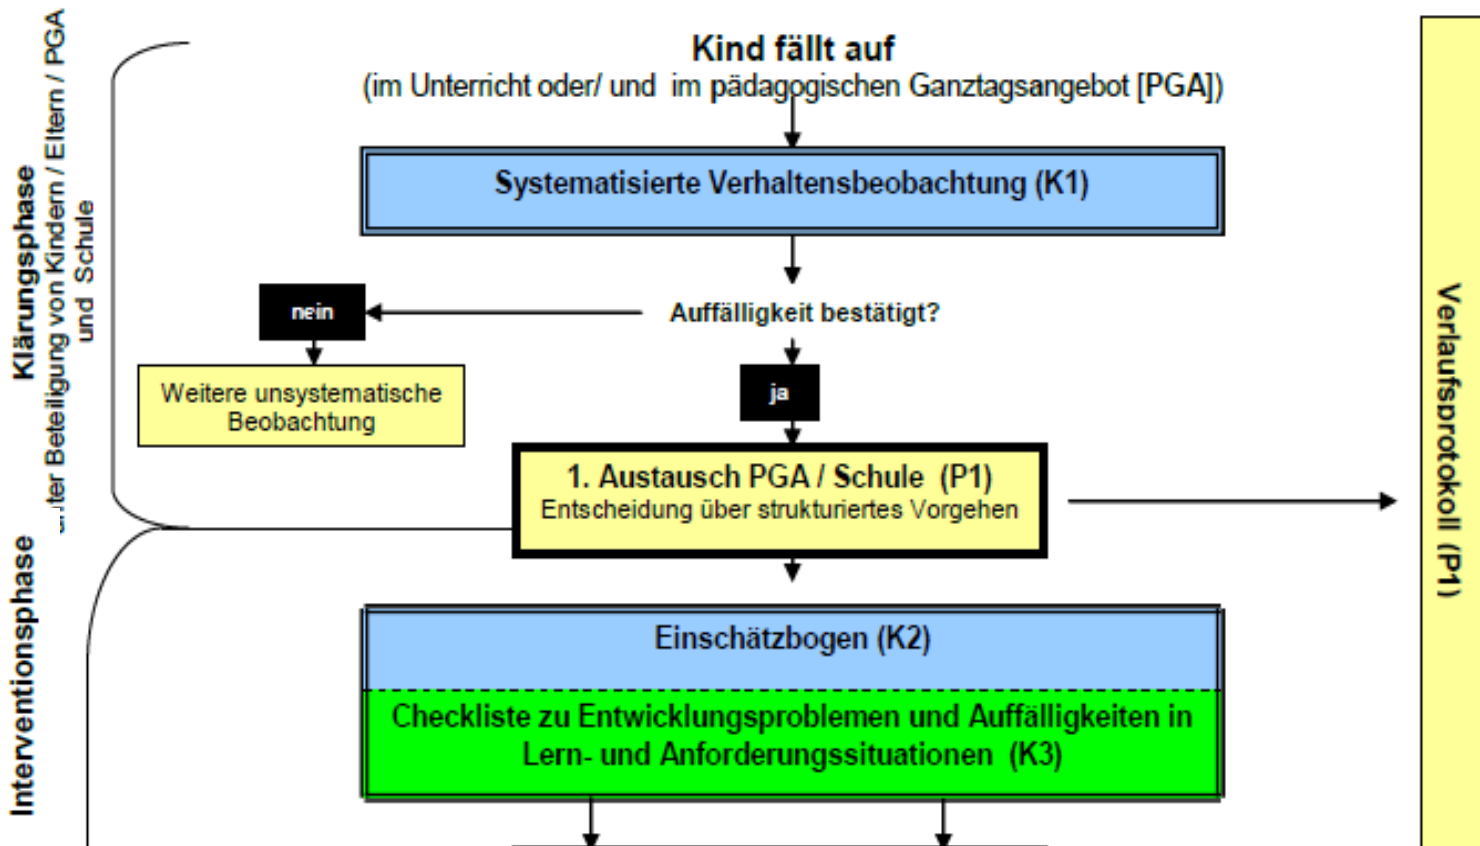 Kind fällt auf
(im Unterricht oder/ und im pädagogischen Ganztagsangebot [PGA])
Systematisierte Verhaltensbeobachtung (K1)
Auffälligkeit bestätigt?
nein
Weitere unsystematische
Beobachtung
ja
1. Austausch PGA / Schule (P1)
Entscheidung über strukturiertes Vorgehen
Einschätzbogen (K2)
Checkliste zu Entwicklungsproblemen und Auffälligkeiten in
Lern- und Anforderungssituationen (K3)
Klärungsphase
unter Beteiligung von Kindern / Eltern / PGA
und Schule
Interventionsphase
Verlaufsprotokoll (P1)